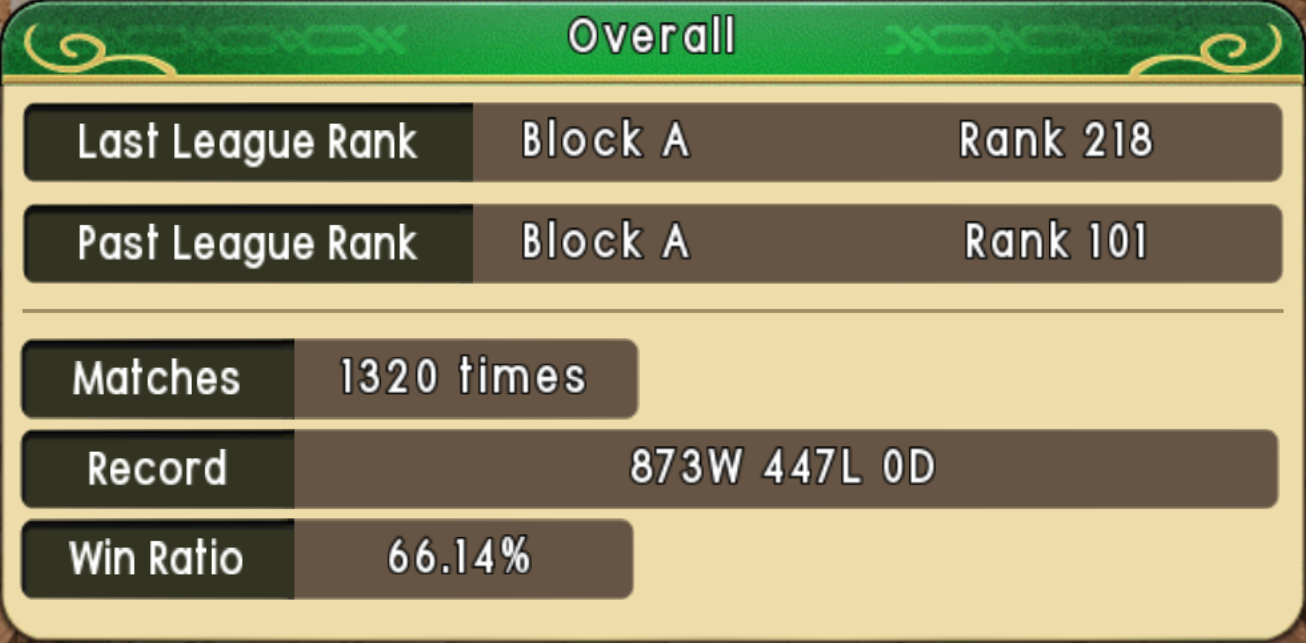 Overall
Last League Rank Block A Rank 218
Past League Rank Block A Rank 101
Matches 1320 times
Record 873W 447L 0D
Win Ratio 66.14%